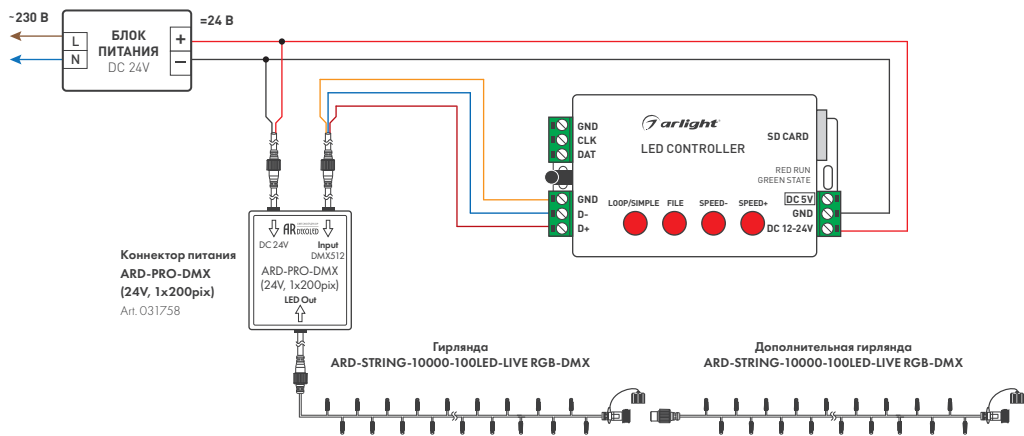 ~230 В
=24 В
L
N
БЛОК
ПИТАНИЯ
DC 24V
+
−
GND
CLK
DAT
GND
D-
D+
arlight
LED CONTROLLER
SD CARD
RED RUN
GREEN STATE
LOOP/SIMPLE
FILE
SPEED-
SPEED+
DC 5V
GND
DC 12-24V
Коннектор питания
ARD-PRO-DMX
(24V, 1x200pix)
Art. 031758
DC 24V
Input
DMX512
ARD-PRO-DMX
(24V, 1x200pix)
LED Out
Гирлянда
ARD-STRING-10000-100LED-LIVE RGB-DMX
Дополнительная гирлянда
ARD-STRING-10000-100LED-LIVE RGB-DMX